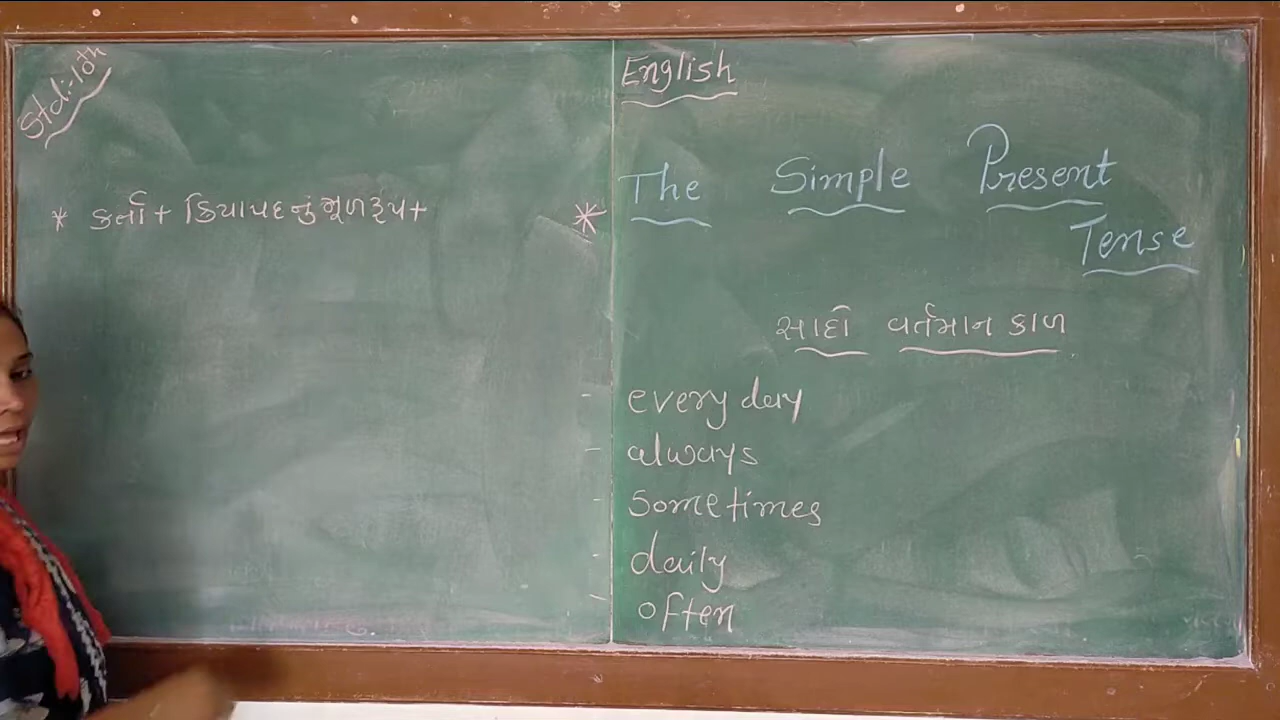 Std:-10th
* કર્તા + ક્રિયાપદનું મૂળરૂપ +
English
* The Simple Present
Tense
સાદો વર્તમાન કાળ
- every day
- always
- sometimes
- daily
- often